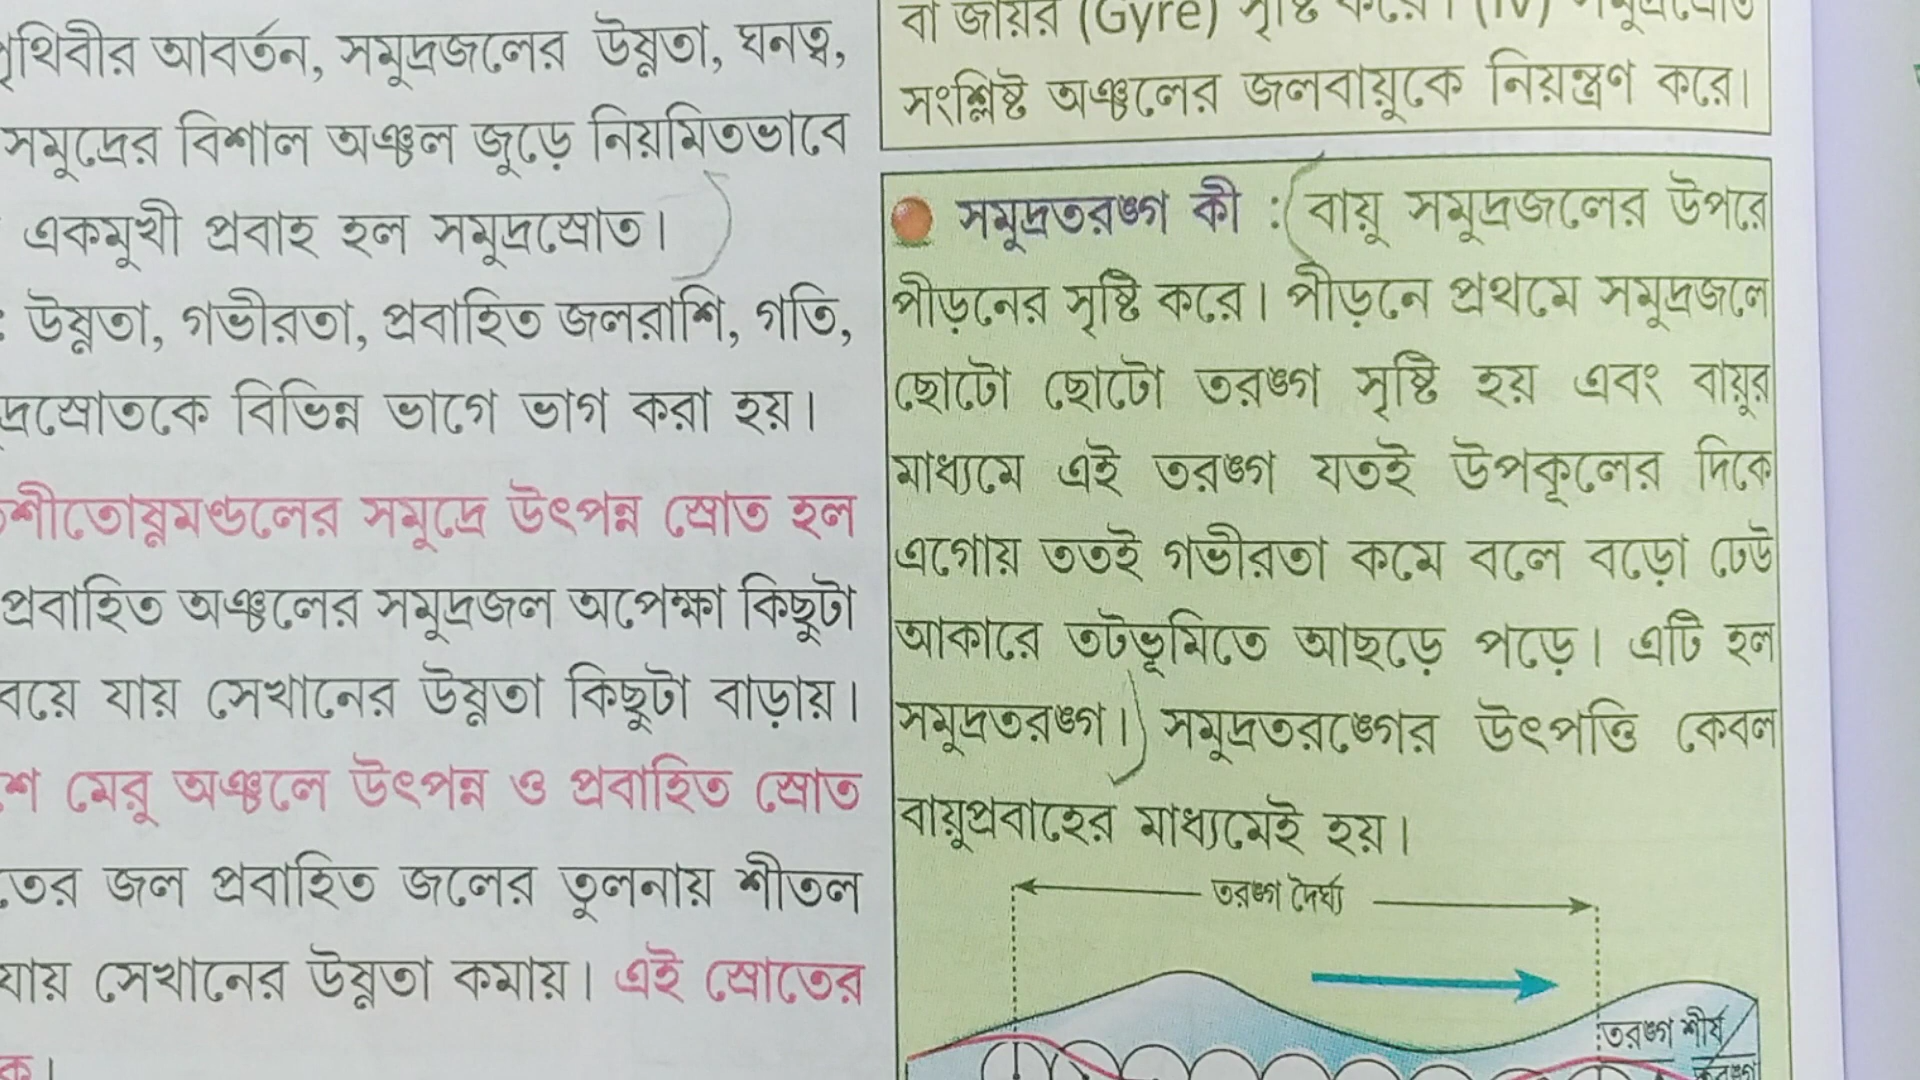 পৃথিবীর আবর্তন, সমুদ্রজলের উষ্ণতা, ঘনত্ব,
সমুদ্রের বিশাল অঞ্চল জুড়ে নিয়মিতভাবে
একমুখী প্রবাহ হল সমুদ্রস্রোত।
: উষ্ণতা, গভীরতা, প্রবাহিত জলরাশি, গতি,
বিভিন্ন ভাগে ভাগ করা হয়।
সমুদ্রে উৎপন্ন স্রোত হল
প্রবাহিত অঞ্চলের সমুদ্রজল অপেক্ষা কিছুটা
বয়ে যায় সেখানের উষ্ণতা কিছুটা বাড়ায়।
মেরু অঞ্চলে উৎপন্ন ও প্রবাহিত স্রোত
জল প্রবাহিত জলের তুলনায় শীতল
যায় সেখানের উষ্ণতা কমায়। এই স্রোতের
বা জায়র (Gyre) সৃষ্টি করে। (iv) সমুদ্রস্রোত
সংশ্লিষ্ট অঞ্চলের জলবায়ুকে নিয়ন্ত্রণ করে।
সমুদ্রতরঙ্গ কী : বায়ু সমুদ্রজলের উপরে
পীড়নের সৃষ্টি করে। পীড়নে প্রথমে সমুদ্রজলে
ছোটো ছোটো তরঙ্গ সৃষ্টি হয় এবং বায়ুর
মাধ্যমে এই তরঙ্গ যতই উপকূলের দিকে
এগোয় ততই গভীরতা কমে বলে বড়ো ঢেউ
আকারে তটভূমিতে আছড়ে পড়ে। এটি হল
সমুদ্রতরঙ্গ। সমুদ্রতরঙ্গের উৎপত্তি কেবল
বায়ুপ্রবাহের মাধ্যমেই হয়।
তরঙ্গ দৈর্ঘ্য
তরঙ্গ শীর্ষ